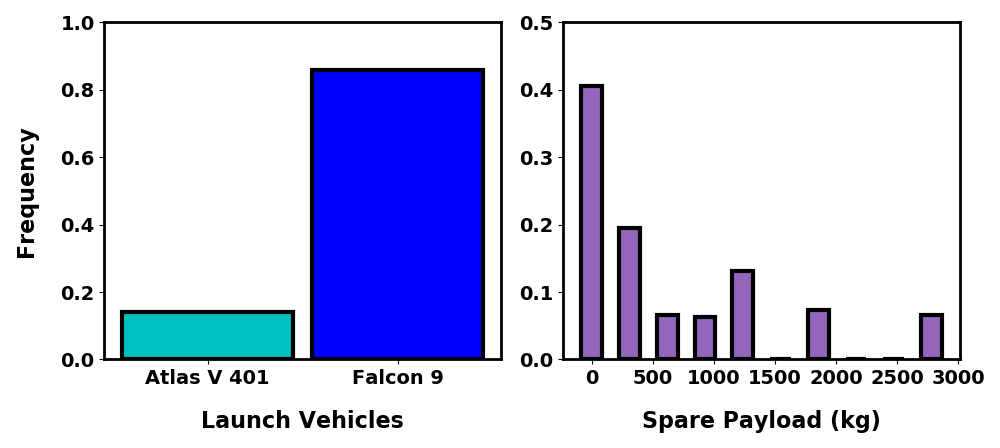 1.0
0.8
0.6
0.4
0.2
0.0
Frequency
Atlas V 401 Falcon 9
Launch Vehicles
0.5
0.4
0.3
0.2
0.1
0.0
0 500 1000 1500 2000 2500 3000
Spare Payload (kg)